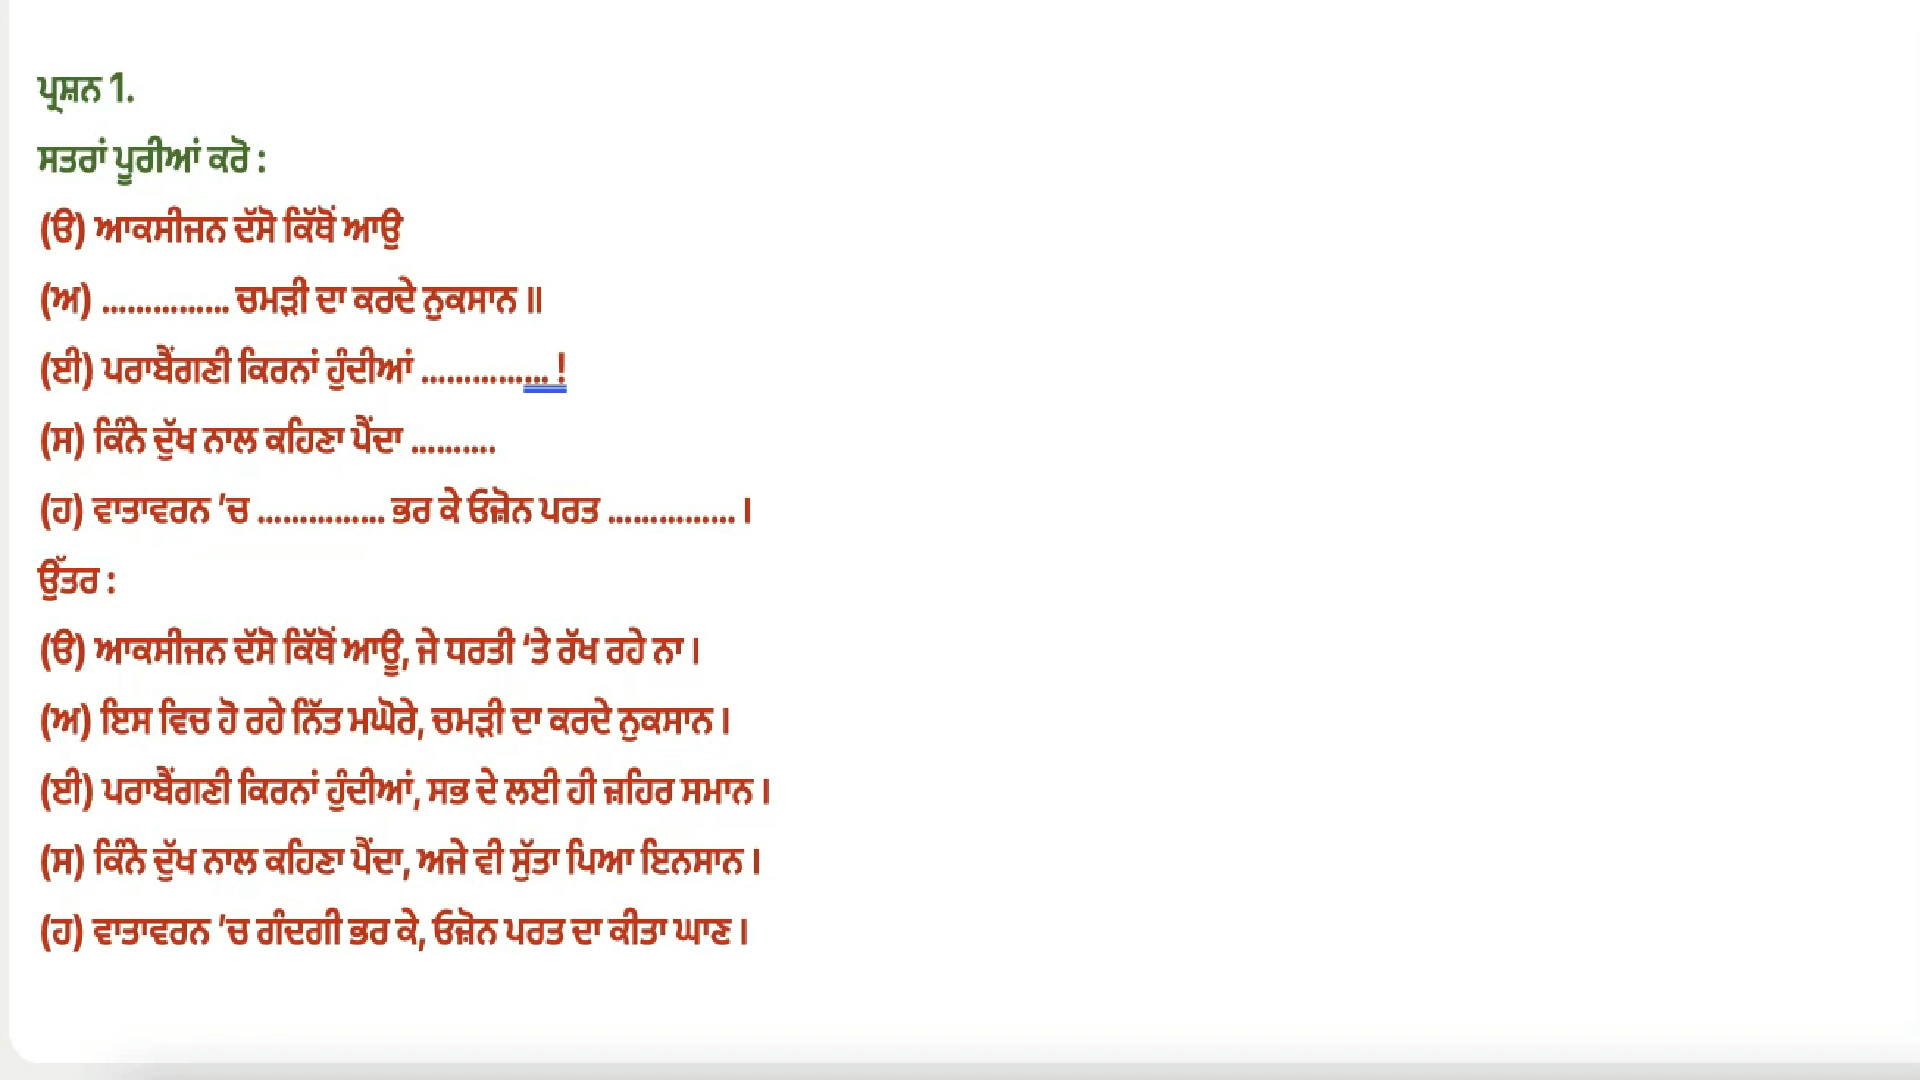 ਪ੍ਰਸ਼ਨ 1.
ਸਤਰਾਂ ਪੂਰੀਆਂ ਕਰੋ :
(ੳ) ਆਕਸੀਜਨ ਦੱਸੋ ਕਿੱਥੋਂ ਆਉ
(ਅ) …………… ਚਮੜੀ ਦਾ ਕਰਦੇ ਨੁਕਸਾਨ ॥
(ਈ) ਪਰਾਬੈਂਗਣੀ ਕਿਰਨਾਂ ਹੁੰਦੀਆਂ …………… !
(ਸ) ਕਿੰਨੇ ਦੁੱਖ ਨਾਲ ਕਹਿਣਾ ਪੈਂਦਾ ……….
(ਹ) ਵਾਤਾਵਰਨ ’ਚ …………… ਭਰ ਕੇ ਓਜ਼ੋਨ ਪਰਤ …………… ।
ਉੱਤਰ :
(ੳ) ਆਕਸੀਜਨ ਦੱਸੋ ਕਿੱਥੋਂ ਆਊ, ਜੇ ਧਰਤੀ ‘ਤੇ ਰੱਖ ਰਹੇ ਨਾ ।
(ਅ) ਇਸ ਵਿਚ ਹੋ ਰਹੇ ਨਿੱਤ ਮਘੋਰੇ, ਚਮੜੀ ਦਾ ਕਰਦੇ ਨੁਕਸਾਨ ।
(ਈ) ਪਰਾਬੈਂਗਣੀ ਕਿਰਨਾਂ ਹੁੰਦੀਆਂ, ਸਭ ਦੇ ਲਈ ਹੀ ਜ਼ਹਿਰ ਸਮਾਨ ।
(ਸ) ਕਿੰਨੇ ਦੁੱਖ ਨਾਲ ਕਹਿਣਾ ਪੈਂਦਾ, ਅਜੇ ਵੀ ਸੁੱਤਾ ਪਿਆ ਇਨਸਾਨ ।
(ਹ) ਵਾਤਾਵਰਨ ’ਚ ਗੰਦਗੀ ਭਰ ਕੇ, ਓਜ਼ੋਨ ਪਰਤ ਦਾ ਕੀਤਾ ਘਾਣ ।